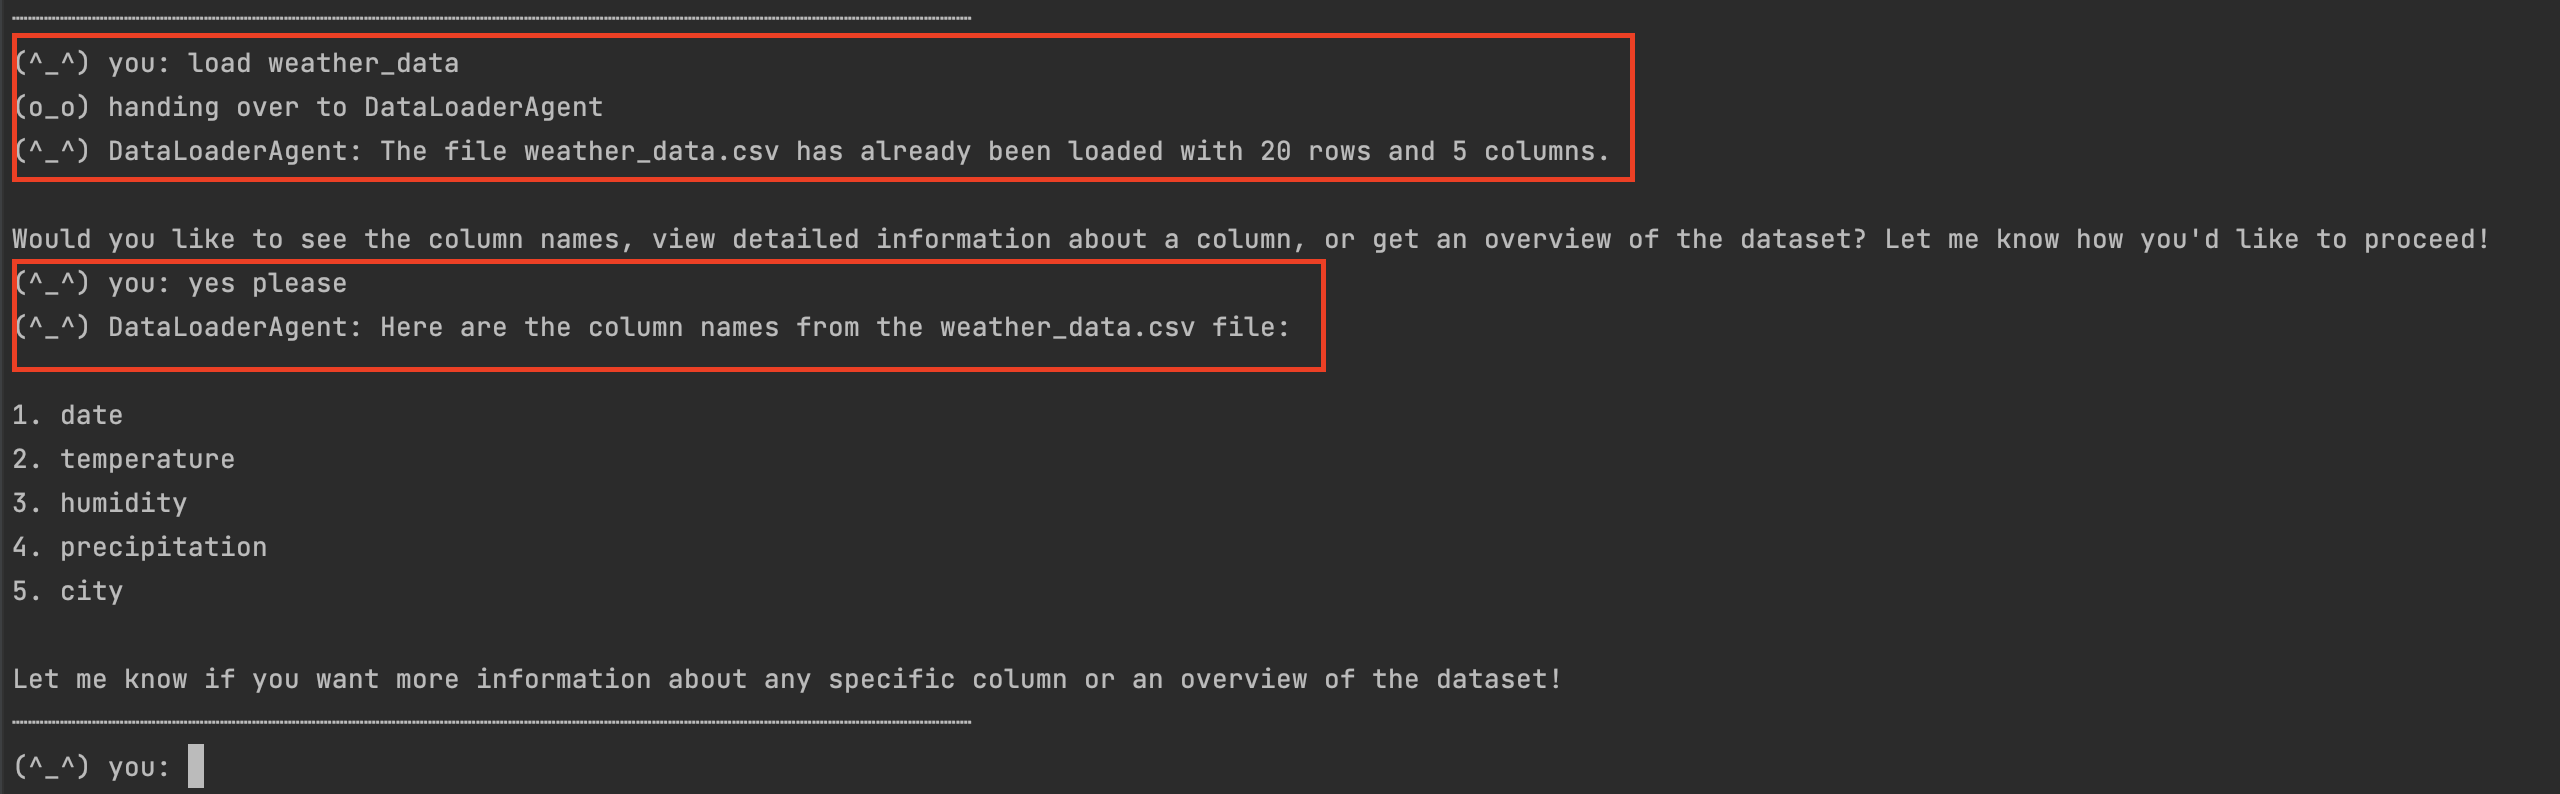 (^_^) you: load weather_data
(o_o) handing over to DataLoaderAgent
(^_^) DataLoaderAgent: The file weather_data.csv has already been loaded with 20 rows and 5 columns.
Would you like to see the column names, view detailed information about a column, or get an overview of the dataset? Let me know how you'd like to proceed!
(^_^) you: yes please
(^_^) DataLoaderAgent: Here are the column names from the weather_data.csv file:
1. date
2. temperature
3. humidity
4. precipitation
5. city
Let me know if you want more information about any specific column or an overview of the dataset!
(^_^) you: